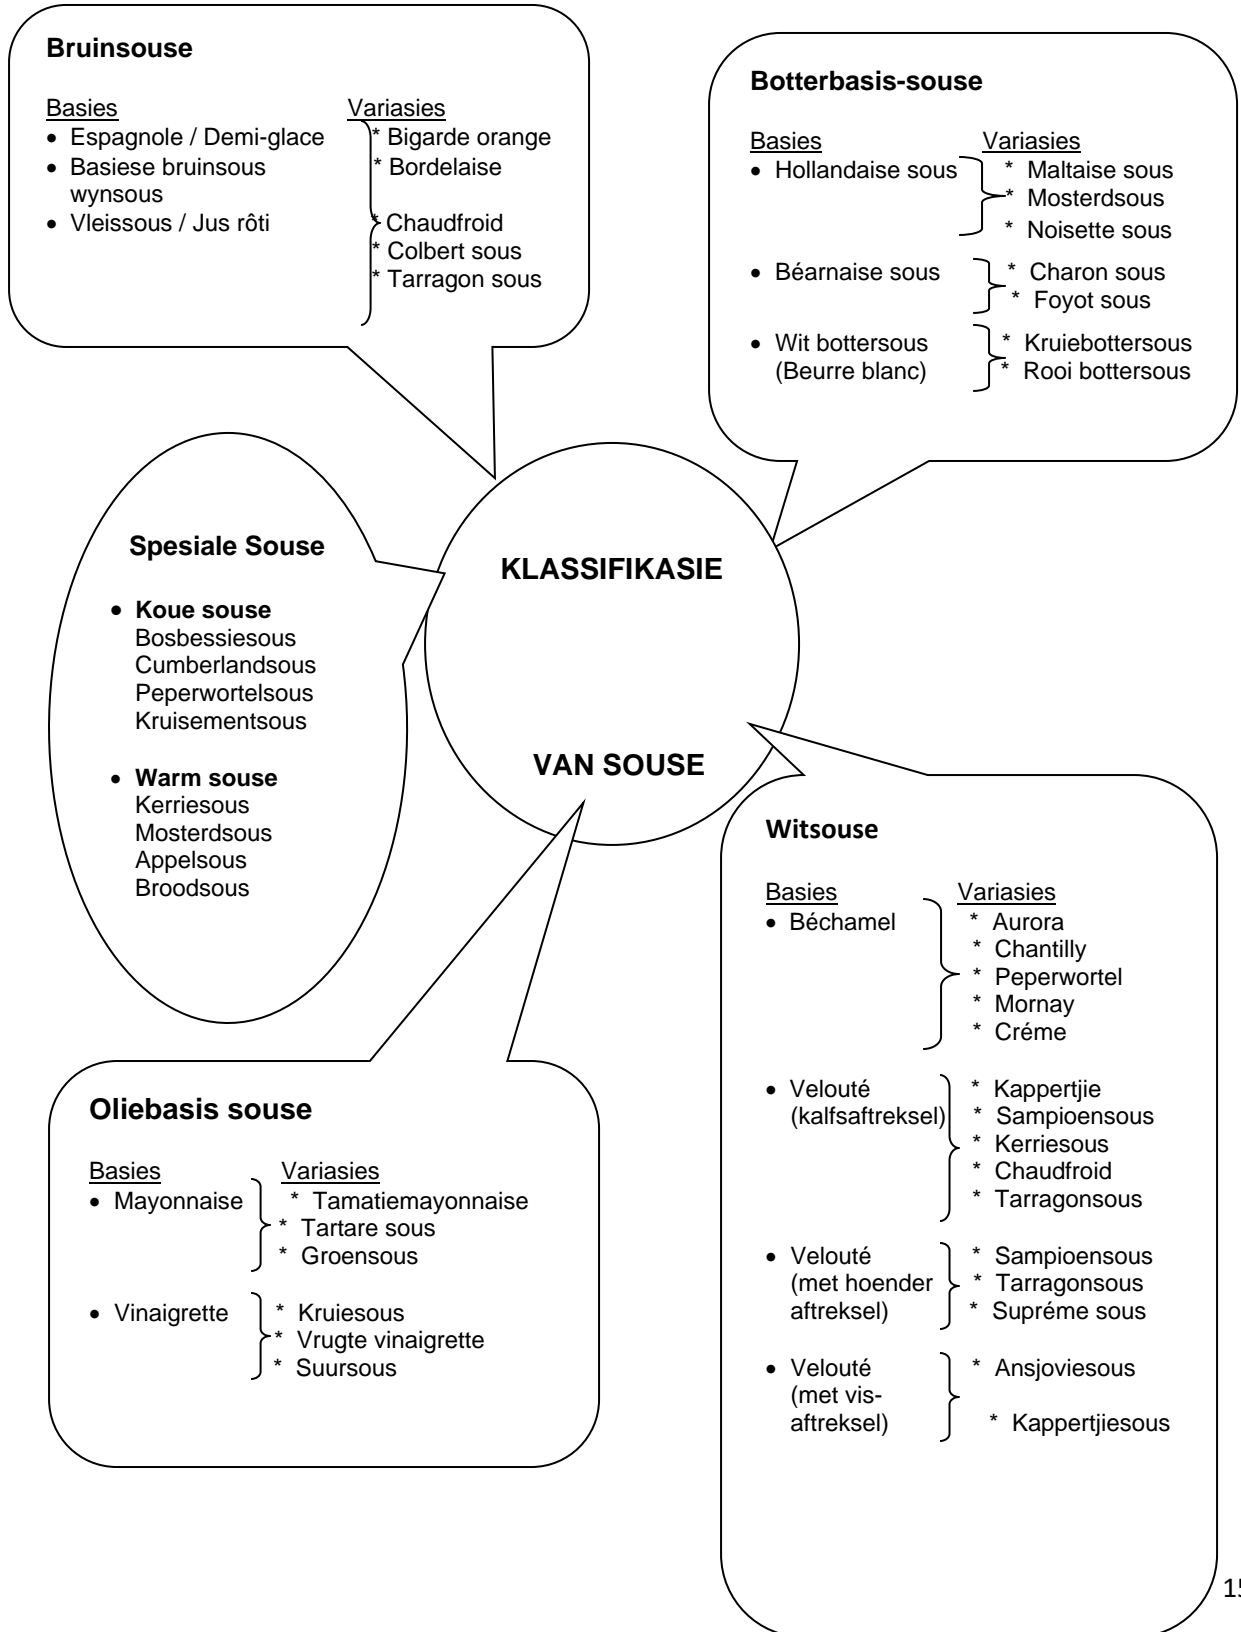 Bruinsouse
Basies Variasies
• Espagnole / Demi-glace * Bigarde orange
• Basiese bruinsous * Bordelaise
wynsous
• Vleissous / Jus rôti * Chaudfroid
* Colbert sous
* Tarragon sous
Botterbasis-souse
Basies Variasies
• Hollandaise sous * Maltaise sous
* Mosterdsous
* Noisette sous
• Béarnaise sous * Charon sous
* Foyot sous
• Wit bottersous * Kruiebottersous
(Beurre blanc) * Rooi bottersous
Spesiale Souse
• Koue souse
Bosbessiesous
Cumberlandsous
Peperwortelsous
Kruisementsous
• Warm souse
Kerriesous
Mosterdsous
Appelsous
Broodsous
KLASSIFIKASIE
VAN SOUSE
Witsouse
Basies Variasies
• Béchamel * Aurora
* Chantilly
* Peperwortel
* Mornay
* Créme
• Velouté * Kappertjie
(kalfsaftreksel) * Sampioensous
* Kerriesous
* Chaudfroid
* Tarragonsous
• Velouté * Sampioensous
(met hoender * Tarragonsous
aftreksel) * Supréme sous
• Velouté * Ansjoviesous
(met vis-
aftreksel) * Kappertjiesous
Oliebasis souse
Basies Variasies
• Mayonnaise * Tamatiemayonnaise
* Tartare sous
* Groensous
• Vinaigrette * Kruiesous
* Vrugte vinaigrette
* Suursous
15